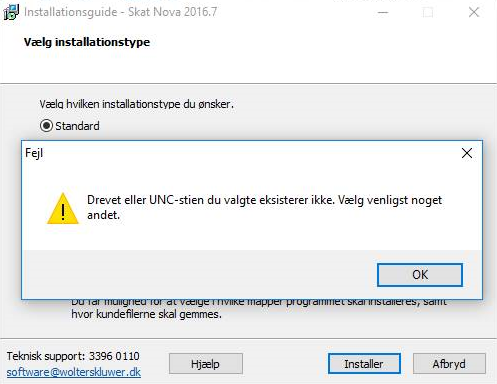 Installationsguide - Skat Nova 2016.7
Vælg installationstype
Vælg hvilken installationstype du ønsker.
Standard
Fejl
Drevet eller UNC-stien du valgte eksisterer ikke. Vælg venligst noget
andet.
OK
Du får mulighed for at vælge i hvilke mapper programmet skal installeres, samt
hvor kundefilerne skal gemmes.
Teknisk support: 3396 0110
software@wolterskluwer.dk
Hjælp
Installer
Afbryd